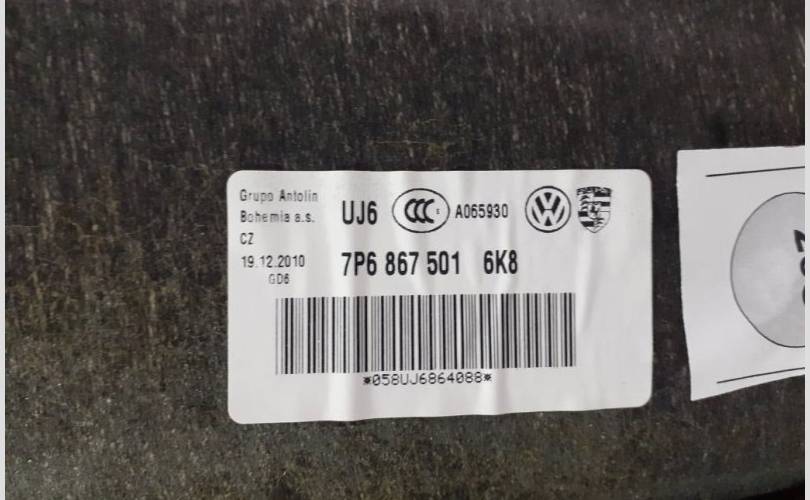 Grupo Antolin
Bohemia a.s.
CZ
19.12.2010
GD6
UJ6 CCC A065930
7P6 867 501 6K8
*058UJ6864088*